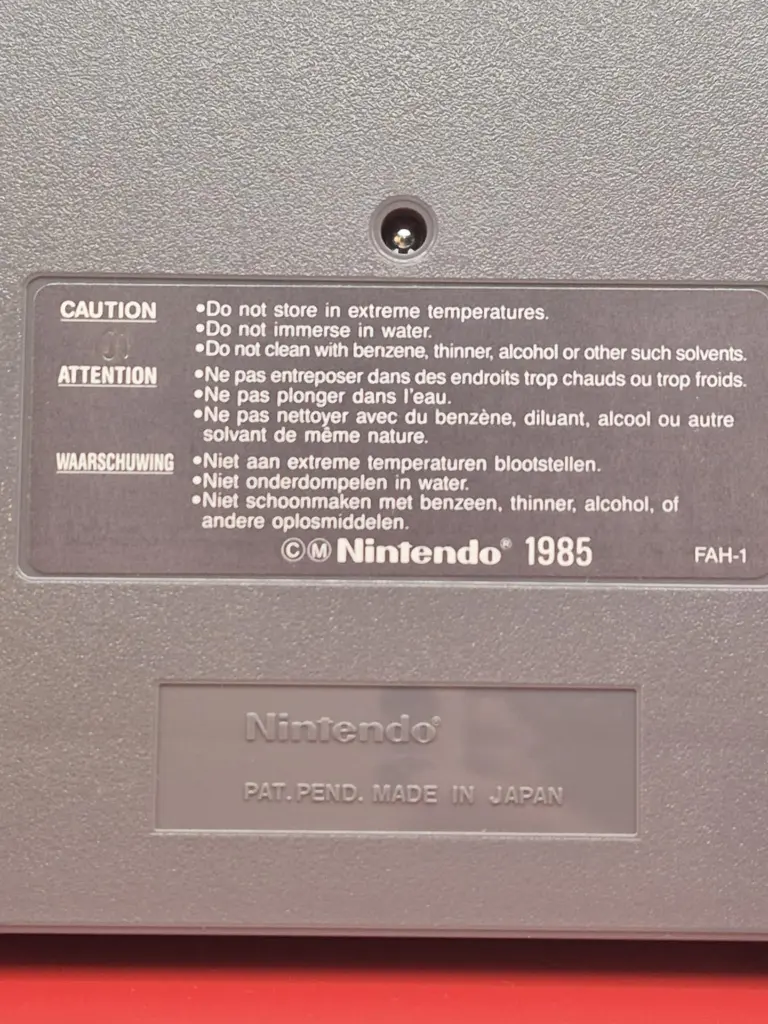 CAUTION •Do not store in extreme temperatures.
•Do not immerse in water.
•Do not clean with benzene, thinner, alcohol or other such solvents.
ATTENTION •Ne pas entreposer dans des endroits trop chauds ou trop froids.
•Ne pas plonger dans l'eau.
•Ne pas nettoyer avec du benzène, diluant, alcool ou autre
solvant de même nature.
WAARSCHUWING •Niet aan extreme temperaturen blootstellen.
•Niet onderdompelen in water.
•Niet schoonmaken met benzeen, thinner, alcohol, of
andere oplosmiddelen.
©Ⓜ Nintendo® 1985 FAH-1
Nintendo®
PAT. PEND. MADE IN JAPAN